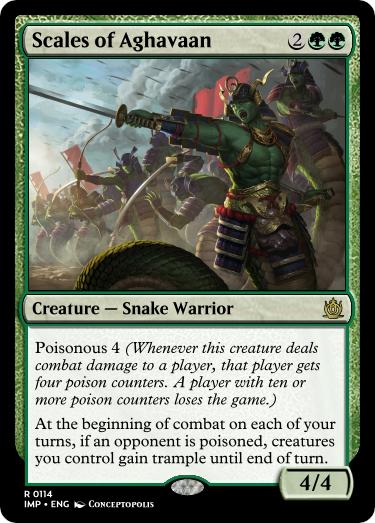 Scales of Aghavaan 2
Creature — Snake Warrior
Poisonous 4 (Whenever this creature deals
combat damage to a player, that player gets
four poison counters. A player with ten or
more poison counters loses the game.)
At the beginning of combat on each of your
turns, if an opponent is poisoned, creatures
you control gain trample until end of turn.
4/4
R 0114
IMP • ENG Conceptopolis